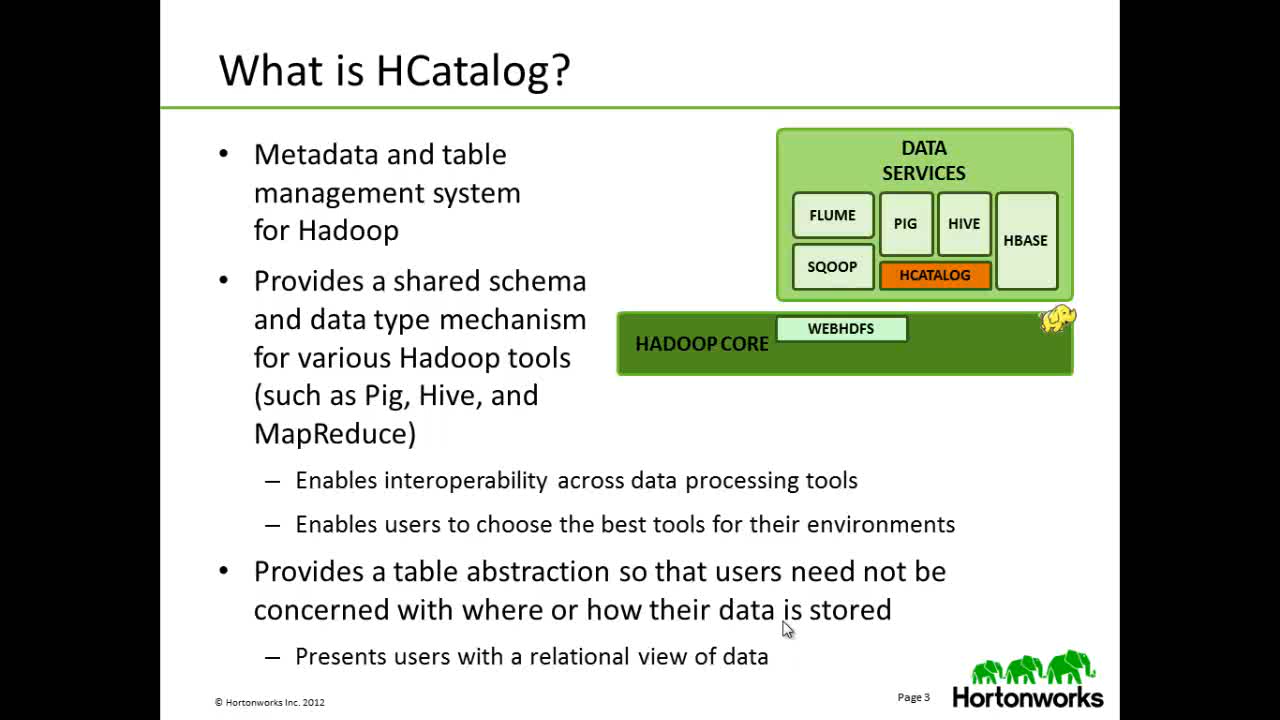 What is HCatalog?
• Metadata and table
management system
for Hadoop
• Provides a shared schema
and data type mechanism
for various Hadoop tools
(such as Pig, Hive, and
MapReduce)
– Enables interoperability across data processing tools
– Enables users to choose the best tools for their environments
• Provides a table abstraction so that users need not be
concerned with where or how their data is stored
– Presents users with a relational view of data
DATA
SERVICES
FLUME
PIG
HIVE
HBASE
SQOOP
HCATALOG
WEBHDFS
HADOOP CORE
© Hortonworks Inc. 2012
Page 3
Hortonworks